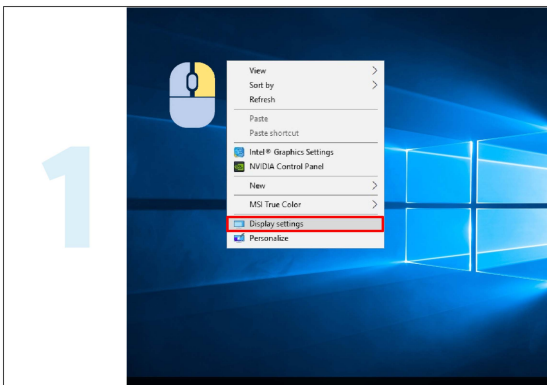 1
View
Sort by
Refresh
Paste
Paste shortcut
Intel® Graphics Settings
NVIDIA Control Panel
New
MSI True Color
Display settings
Personalize